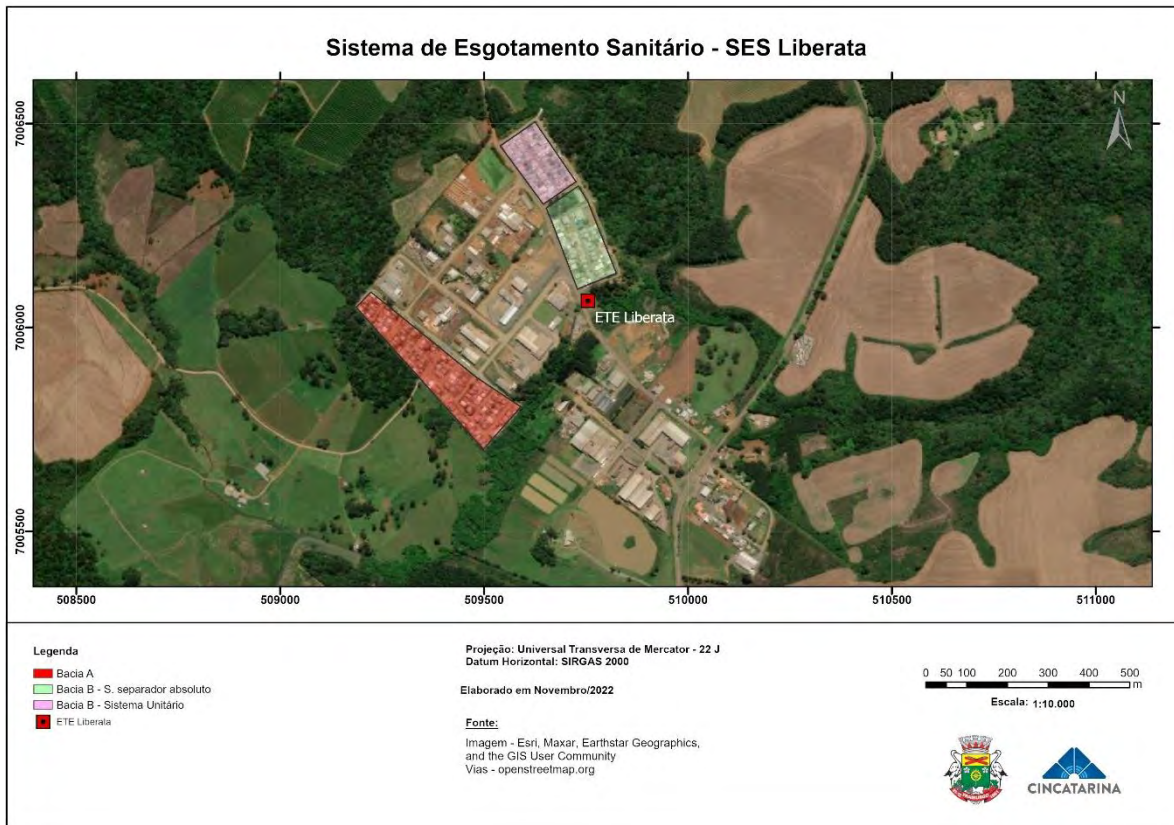 Sistema de Esgotamento Sanitário - SES Liberata
N
7006500
7006000
7005500
ETE Liberata
508500
509000
509500
510000
510500
511000
Legenda
Bacia A
Bacia B - S. separador absoluto
Bacia B - Sistema Unitário
ETE Liberata
Projeção: Universal Transversa de Mercator - 22 J
Datum Horizontal: SIRGAS 2000
Elaborado em Novembro/2022
Fonte:
Imagem - Esri, Maxar, Earthstar Geographics,
and the GIS User Community
Vias - openstreetmap.org
0 50 100 200 300 400 500
m
Escala: 1:10.000
CINCATARINA